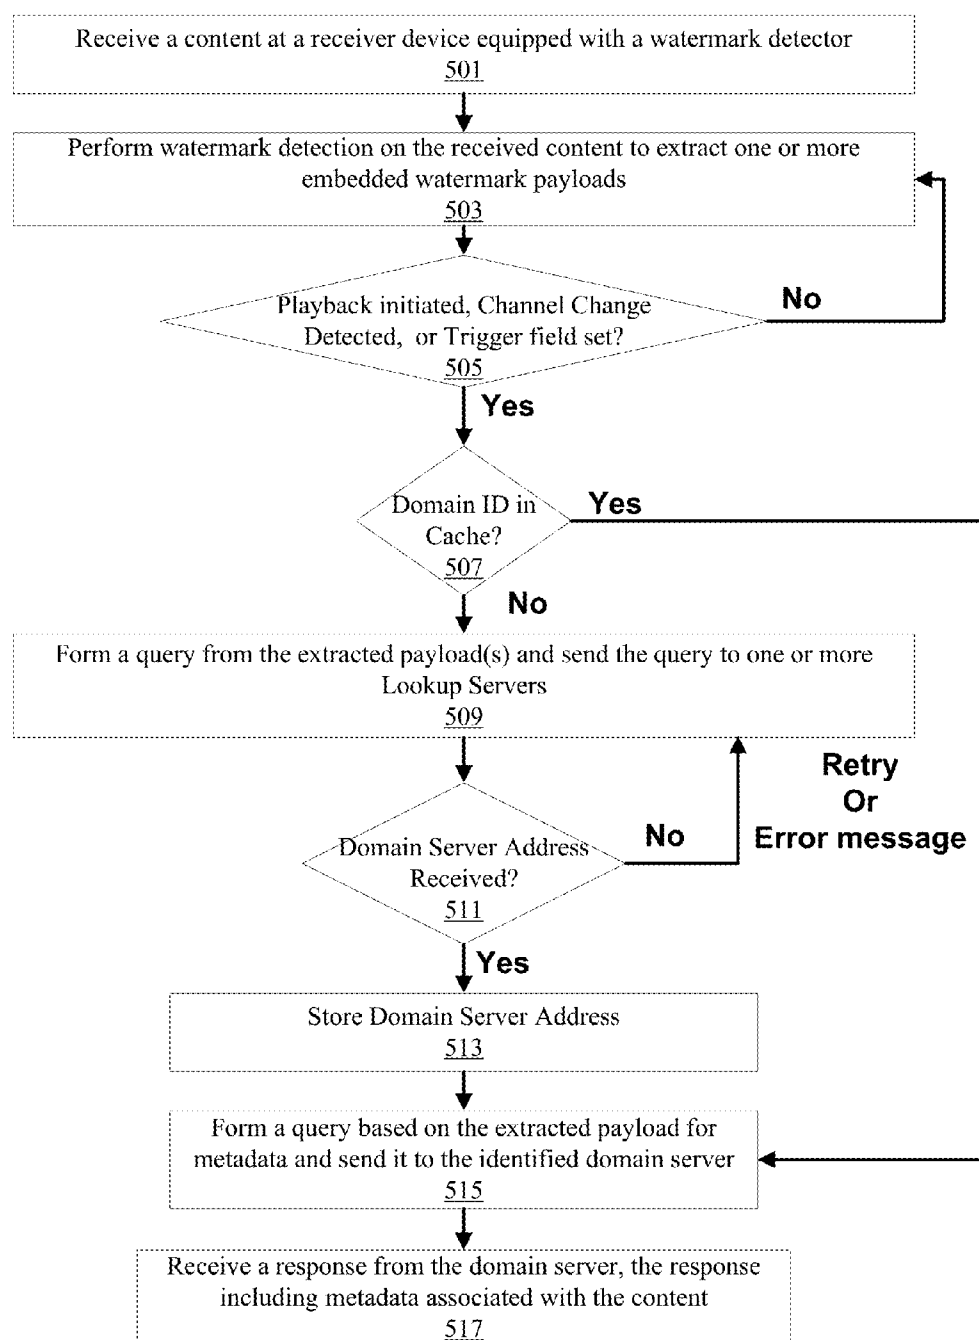 Receive a content at a receiver device equipped with a watermark detector
501
Perform watermark detection on the received content to extract one or more
embedded watermark payloads
503
Playback initiated, Channel Change
Detected, or Trigger field set?
505
No
Yes
Domain ID in
Cache?
507
Yes
No
Form a query from the extracted payload(s) and send the query to one or more
Lookup Servers
509
Retry
Or
Error message
Domain Server Address
Received?
511
No
Yes
Store Domain Server Address
513
Form a query based on the extracted payload for
metadata and send it to the identified domain server
515
Receive a response from the domain server, the response
including metadata associated with the content
517